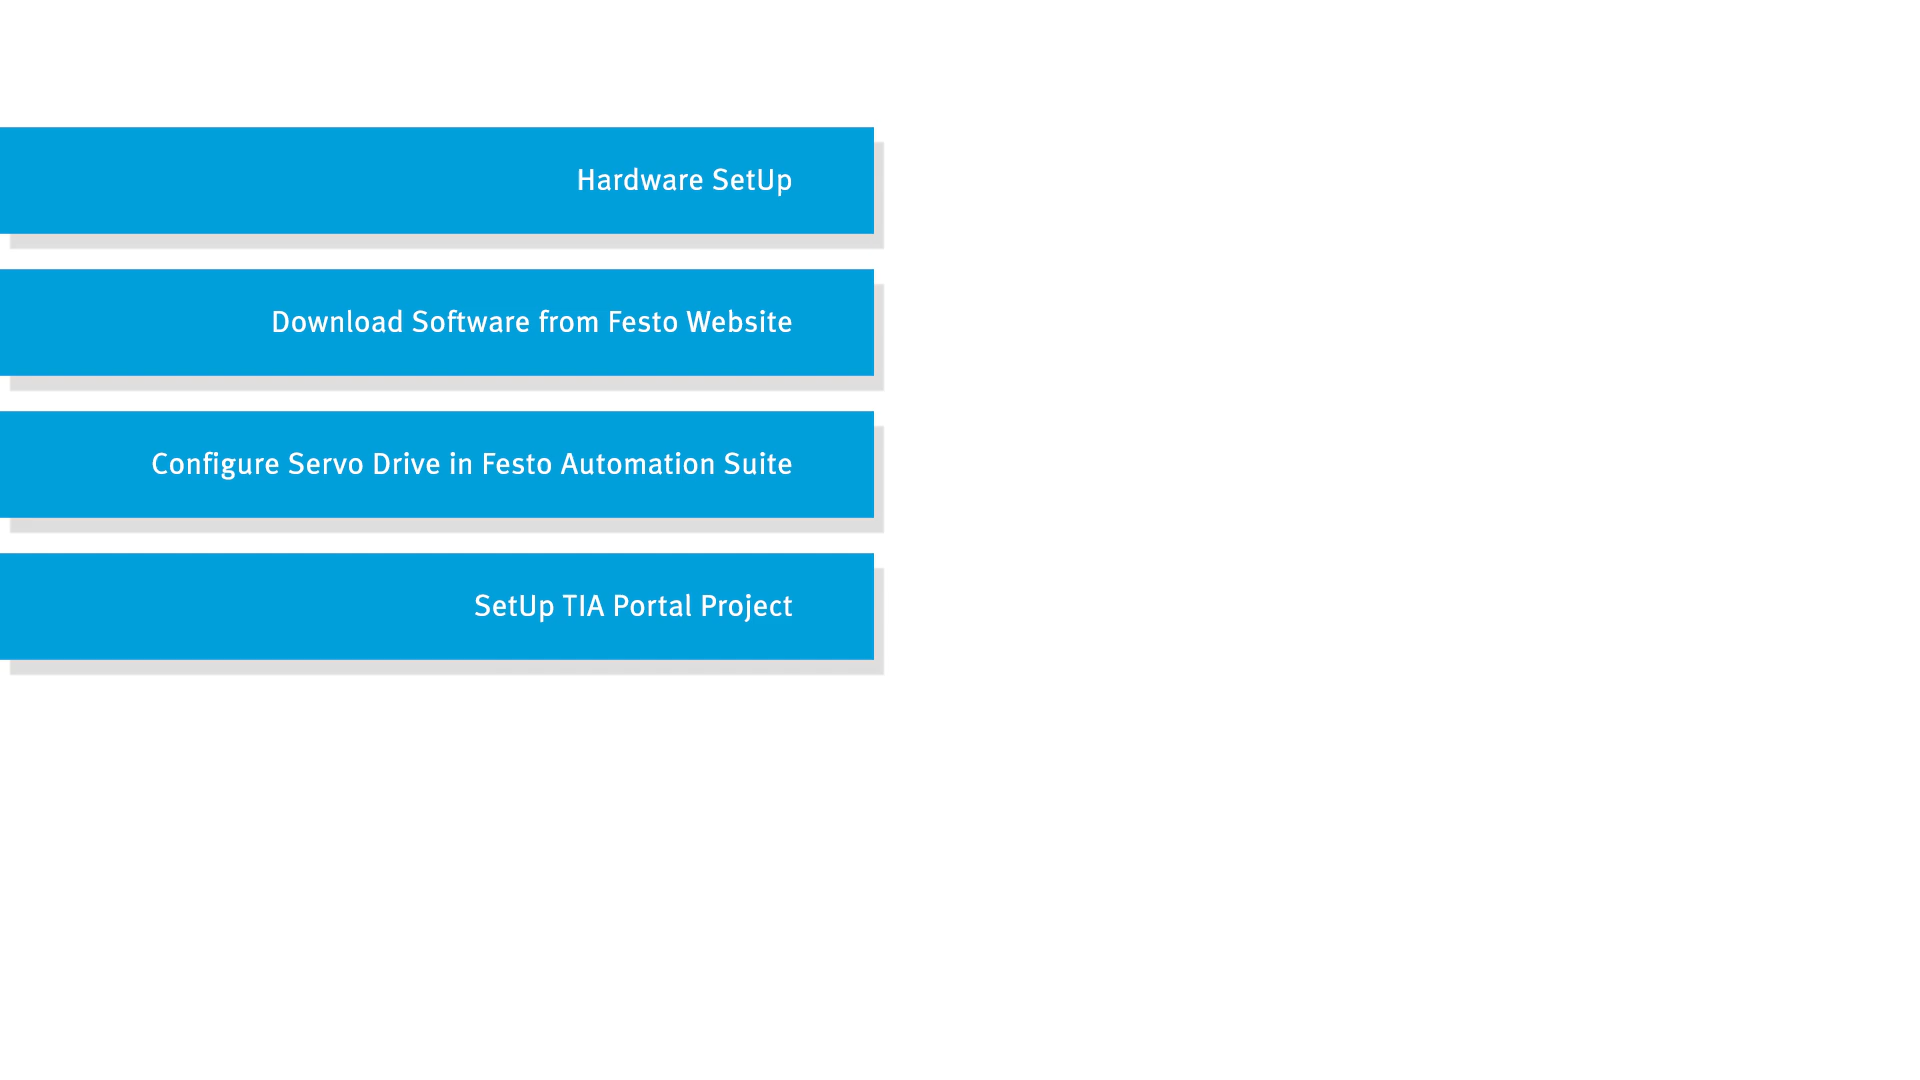 Hardware SetUp
Download Software from Festo Website
Configure Servo Drive in Festo Automation Suite
SetUp TIA Portal Project